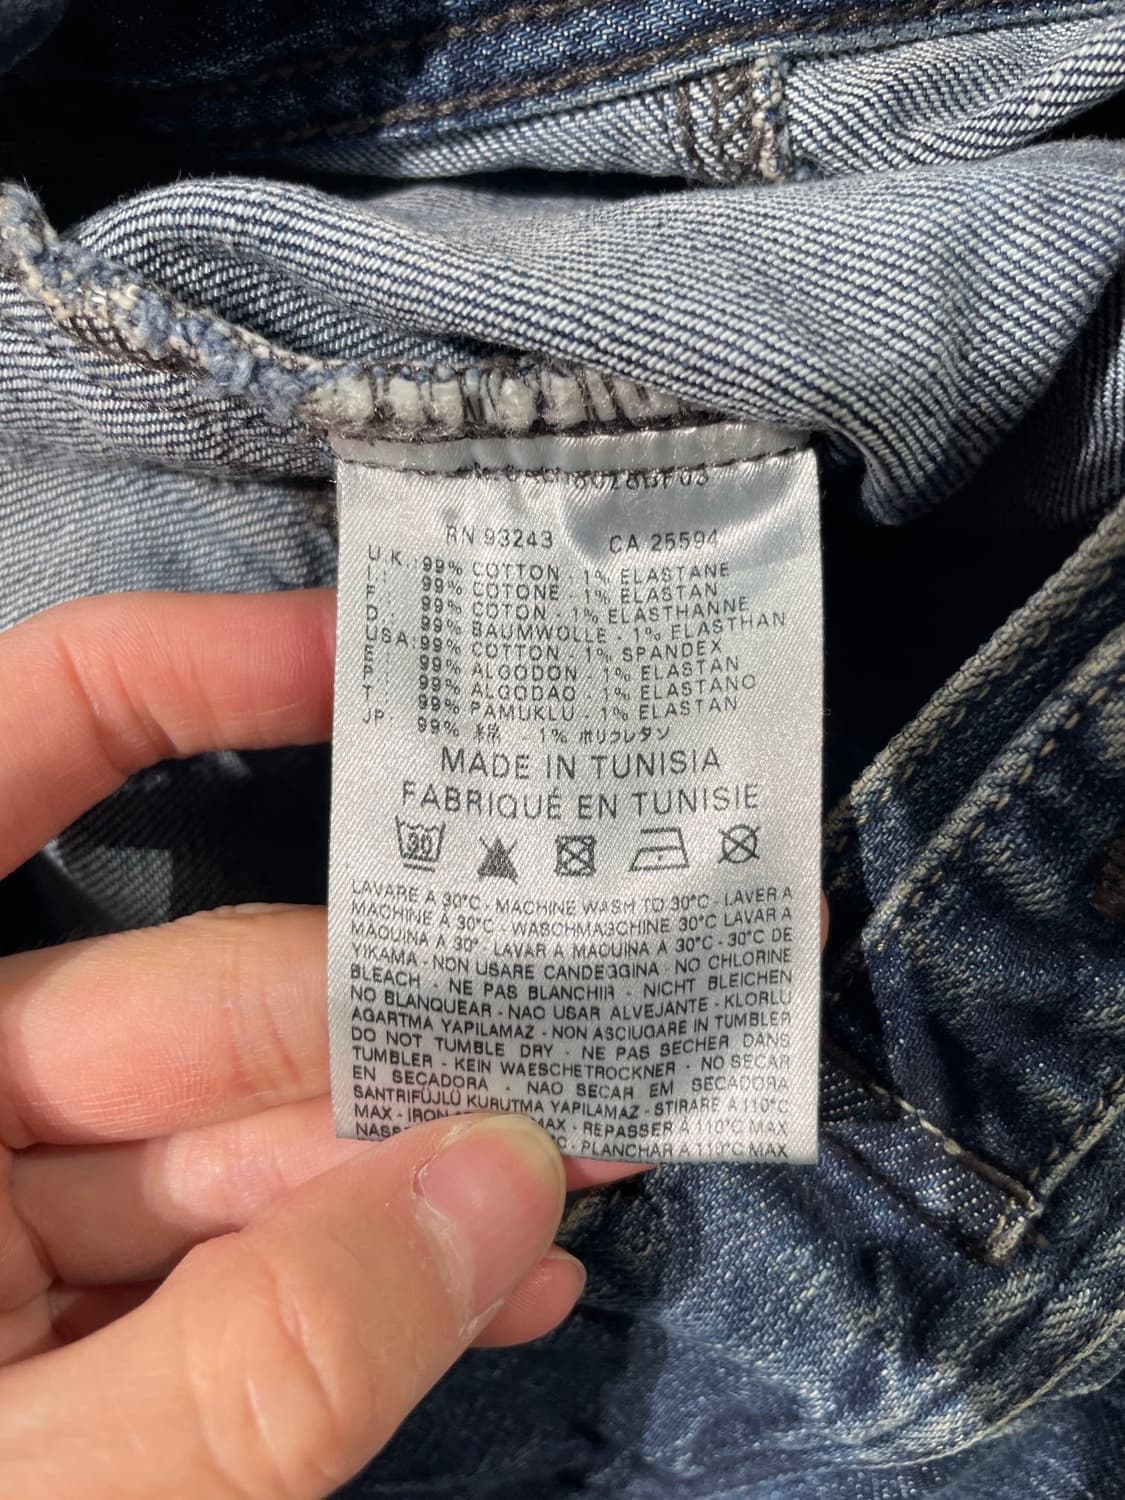 RN 93243 CA 25594
U.K.: 99% COTTON - 1% ELASTANE
I : 99% COTONE - 1% ELASTAN
F : 99% COTON - 1% ELASTHANNE
D : 99% BAUMWOLLE - 1% ELASTHAN
USA: 99% COTTON - 1% SPANDEX
E : 99% ALGODON - 1% ELASTAN
P : 99% ALGODAO - 1% ELASTANO
T : 99% PAMUKLU - 1% ELASTAN
JP 99% 綿 - 1% ポリウレタン
MADE IN TUNISIA
FABRIQUÉ EN TUNISIE
30
LAVARE A 30°C - MACHINE WASH TO 30°C - LAVER A
MACHINE À 30°C - WASCHMASCHINE 30°C LAVAR A
MAQUINA A 30° - LAVAR A MAQUINA A 30°C - 30°C DE
YIKAMA - NON USARE CANDEGGINA - NO CHLORINE
BLEACH - NE PAS BLANCHIR - NICHT BLEICHEN
NO BLANQUEAR - NAO USAR ALVEJANTE - KLORLU
AGARTMA YAPILAMAZ - NON ASCIUGARE IN TUMBLER
DO NOT TUMBLE DRY - NE PAS SECHER DANS
TUMBLER - KEIN WAESCHETROCKNER - NO SECAR
EN SECADORA - NAO SECAR EM SECADORA
SANTRIFÜJLÜ KURUTMA YAPILAMAZ - STIRARE A 110°C
MAX - IRON MAX - REPASSER À 110°C MAX
PLANCHAR A 110°C MAX